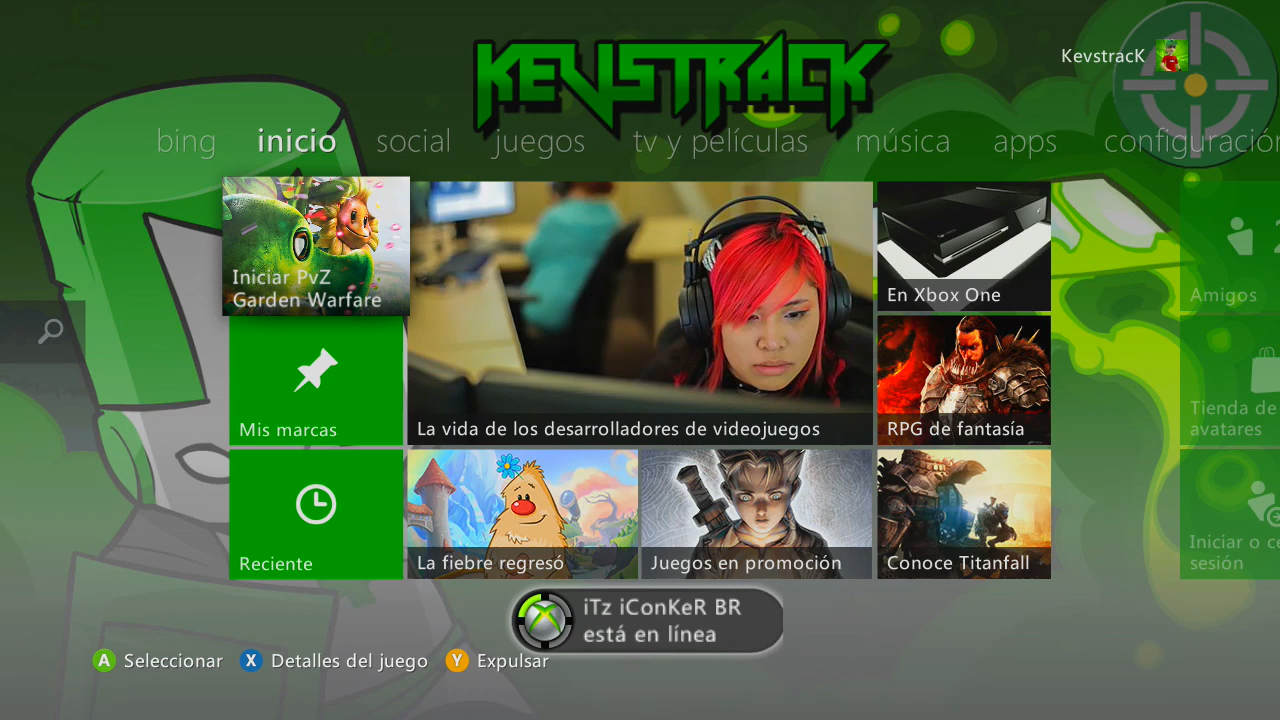 KEVSTRACK
KevstracK
bing
inicio
social
juegos
tv y películas
música
apps
configuración
Iniciar PvZ
Garden Warfare
Mis marcas
Reciente
La vida de los desarrolladores de videojuegos
La fiebre regresó
Juegos en promoción
En Xbox One
RPG de fantasía
Conoce Titanfall
Amigos
Tienda de
avatares
Iniciar o ce
sesión
iTz iConKeR BR
está en línea
A Seleccionar
X Detalles del juego
Y Expulsar